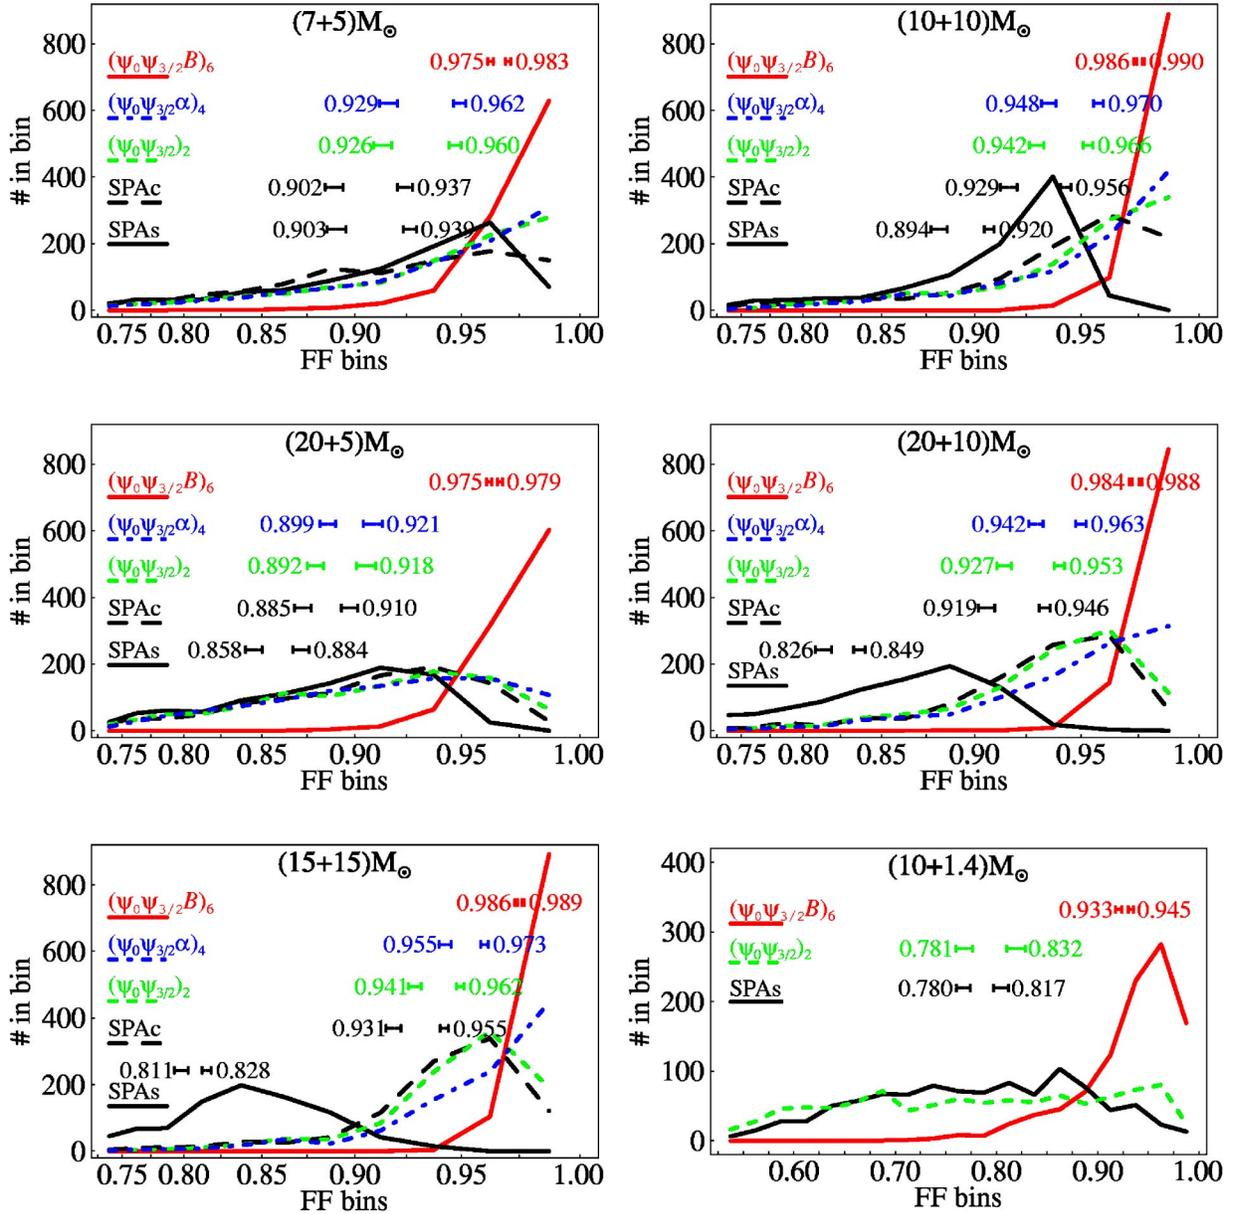 (7+5)M⊙
800
600
400
200
0
# in bin
(ψ₀ψ₃/₂B)₆ 0.975 0.983
(ψ₀ψ₃/₂α)₄ 0.929 0.962
(ψ₀ψ₃/₂)₂ 0.926 0.960
SPAc 0.902 0.937
SPAs 0.903 0.939
0.75 0.80 0.85 0.90 0.95 1.00
FF bins
(10+10)M⊙
800
600
400
200
0
# in bin
(ψ₀ψ₃/₂B)₆ 0.986 0.990
(ψ₀ψ₃/₂α)₄ 0.948 0.970
(ψ₀ψ₃/₂)₂ 0.942 0.966
SPAc 0.929 0.956
SPAs 0.894 0.920
0.75 0.80 0.85 0.90 0.95 1.00
FF bins
(20+5)M⊙
800
600
400
200
0
# in bin
(ψ₀ψ₃/₂B)₆ 0.975 0.979
(ψ₀ψ₃/₂α)₄ 0.899 0.921
(ψ₀ψ₃/₂)₂ 0.892 0.918
SPAc 0.885 0.910
SPAs 0.858 0.884
0.75 0.80 0.85 0.90 0.95 1.00
FF bins
(20+10)M⊙
800
600
400
200
0
# in bin
(ψ₀ψ₃/₂B)₆ 0.984 0.988
(ψ₀ψ₃/₂α)₄ 0.942 0.963
(ψ₀ψ₃/₂)₂ 0.927 0.953
SPAc 0.919 0.946
0.826 0.849
SPAs
0.75 0.80 0.85 0.90 0.95 1.00
FF bins
(15+15)M⊙
800
600
400
200
0
# in bin
(ψ₀ψ₃/₂B)₆ 0.986 0.989
(ψ₀ψ₃/₂α)₄ 0.955 0.973
(ψ₀ψ₃/₂)₂ 0.941 0.962
SPAc 0.931 0.955
0.811 0.828
SPAs
0.75 0.80 0.85 0.90 0.95 1.00
FF bins
(10+1.4)M⊙
400
300
200
100
0
# in bin
(ψ₀ψ₃/₂B)₆ 0.933 0.945
(ψ₀ψ₃/₂)₂ 0.781 0.832
SPAs 0.780 0.817
0.60 0.70 0.80 0.90 1.00
FF bins